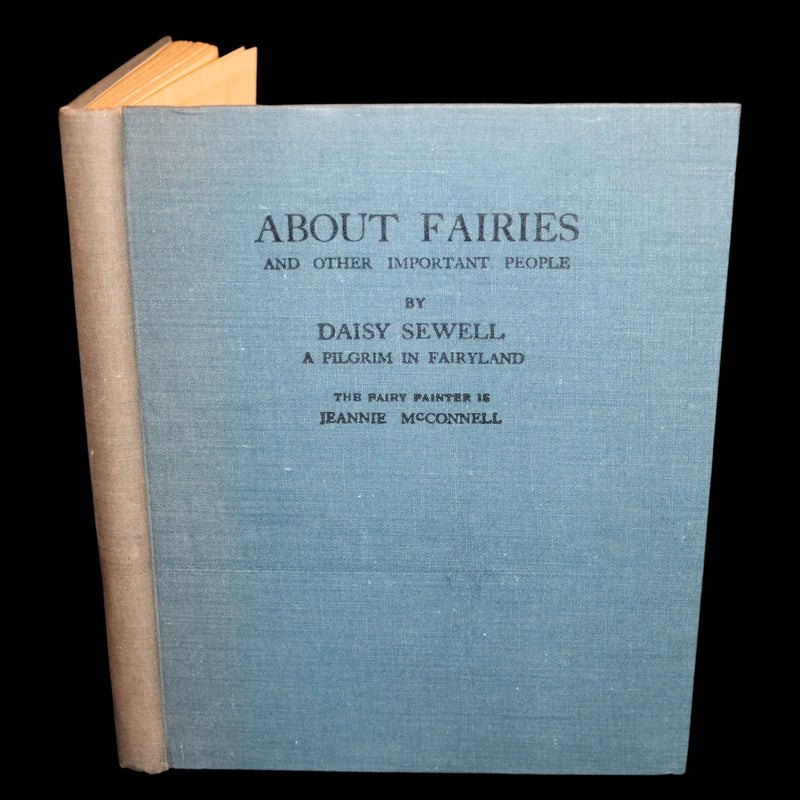 ABOUT FAIRIES
AND OTHER IMPORTANT PEOPLE
BY
DAISY SEWELL
A PILGRIM IN FAIRYLAND
THE FAIRY PAINTER IS
JEANNIE McCONNELL